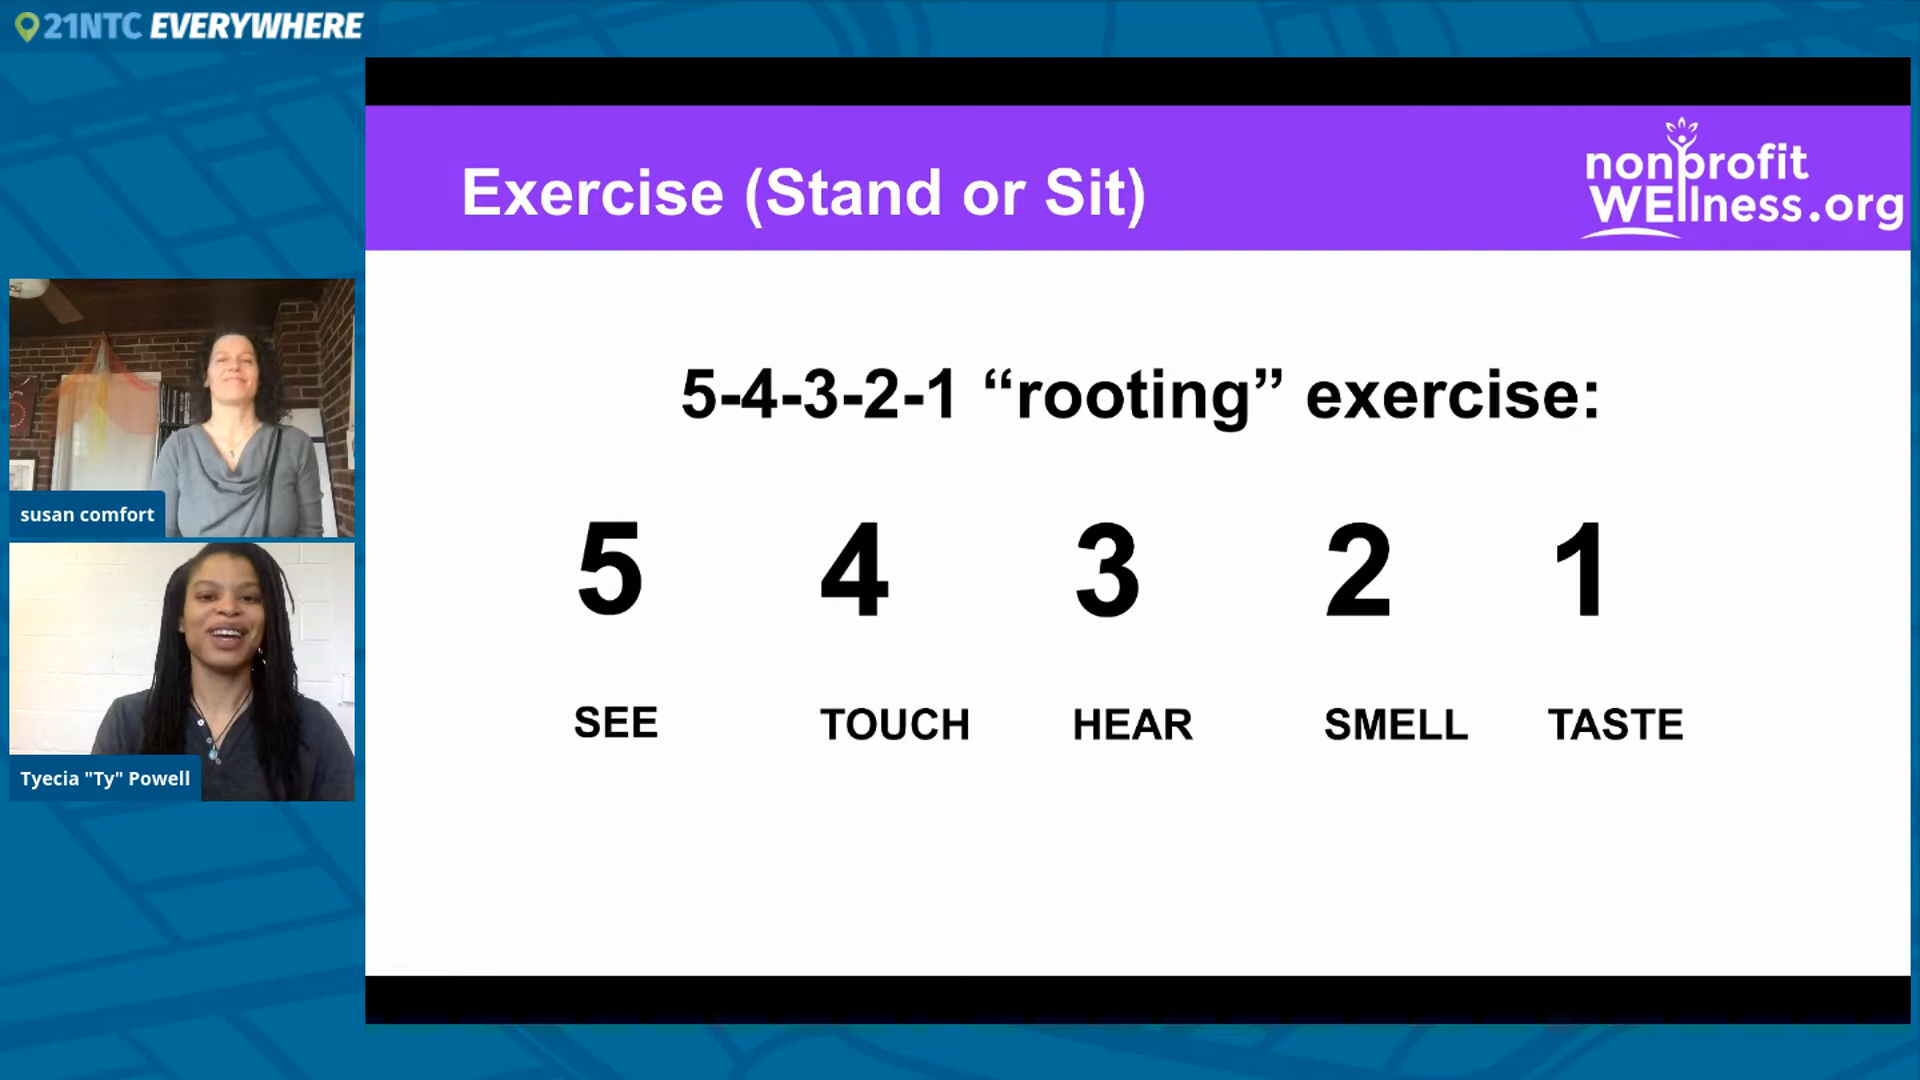 21NTC EVERYWHERE
Exercise (Stand or Sit)
nonprofit
WEllness.org
5-4-3-2-1 “rooting” exercise:
5 4 3 2 1
SEE TOUCH HEAR SMELL TASTE
susan comfort
Tyecia "Ty" Powell